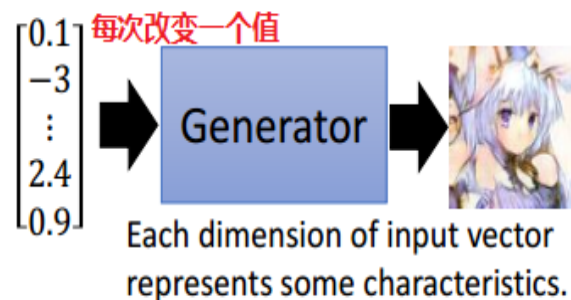 每次改变一个值
0.1
−3
⋮
2.4
0.9
Generator
Each dimension of input vector
represents some characteristics.